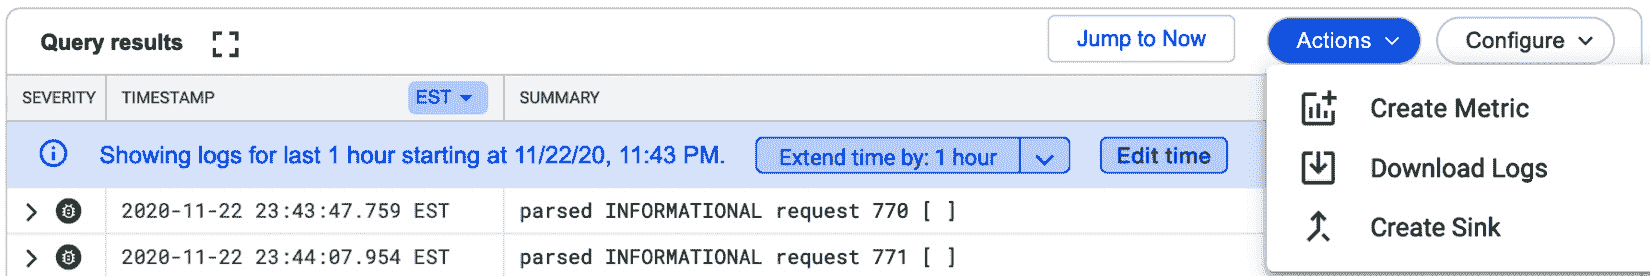 Query results Jump to Now Actions Configure
SEVERITY TIMESTAMP EST SUMMARY
Create Metric
Showing logs for last 1 hour starting at 11/22/20, 11:43 PM. Extend time by: 1 hour Edit time
Download Logs
2020-11-22 23:43:47.759 EST parsed INFORMATIONAL request 770 [ ]
Create Sink
2020-11-22 23:44:07.954 EST parsed INFORMATIONAL request 771 [ ]